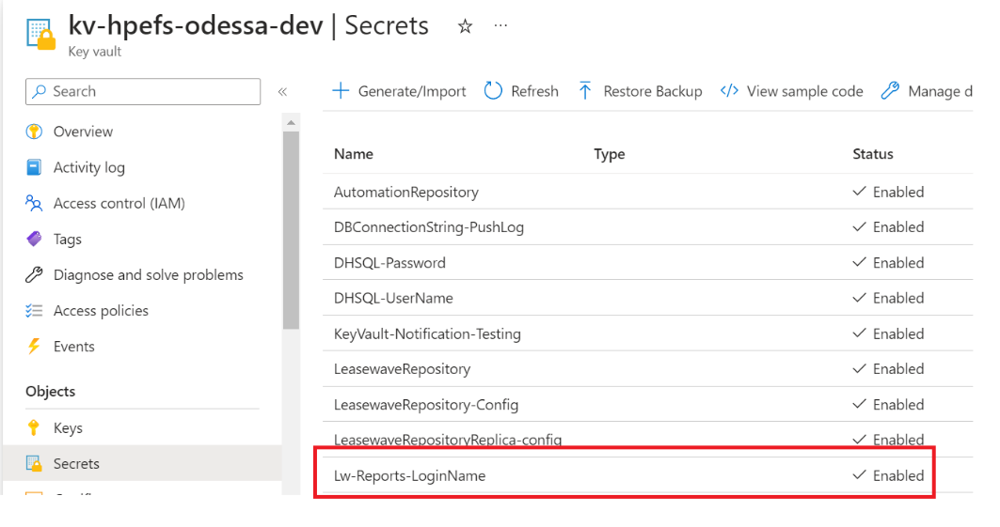 kv-hpefs-odessa-dev | Secrets ☆ ...
Key vault
Search
«
Generate/Import Refresh Restore Backup View sample code Manage d
Overview
Activity log
Access control (IAM)
Tags
Diagnose and solve problems
Access policies
Events
Objects
Keys
Secrets
Name Type Status
AutomationRepository Enabled
DBConnectionString-PushLog Enabled
DHSQL-Password Enabled
DHSQL-UserName Enabled
KeyVault-Notification-Testing Enabled
LeasewaveRepository Enabled
LeasewaveRepository-Config Enabled
LeasewaveRepositoryReplica-config Enabled
Lw-Reports-LoginName Enabled